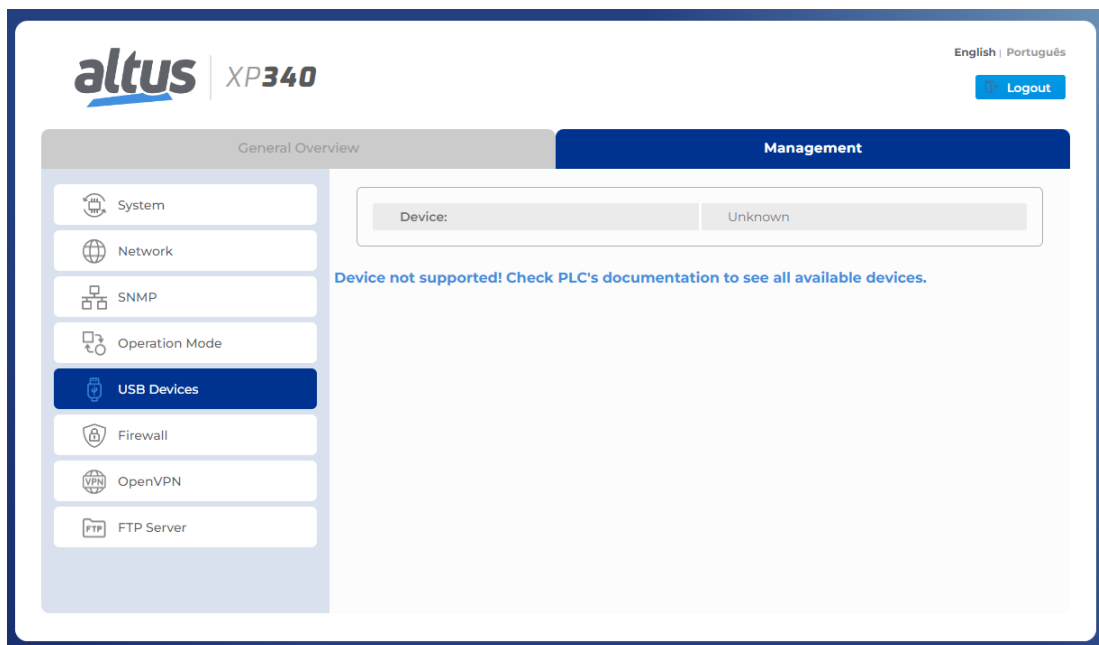 English | Português
altus XP340
Logout
General Overview
Management
System
Network
SNMP
Operation Mode
USB Devices
VPN
OpenVPN
Firewall
FTP
FTP Server
Device:
Unknown
Device not supported! Check PLC's documentation to see all available devices.